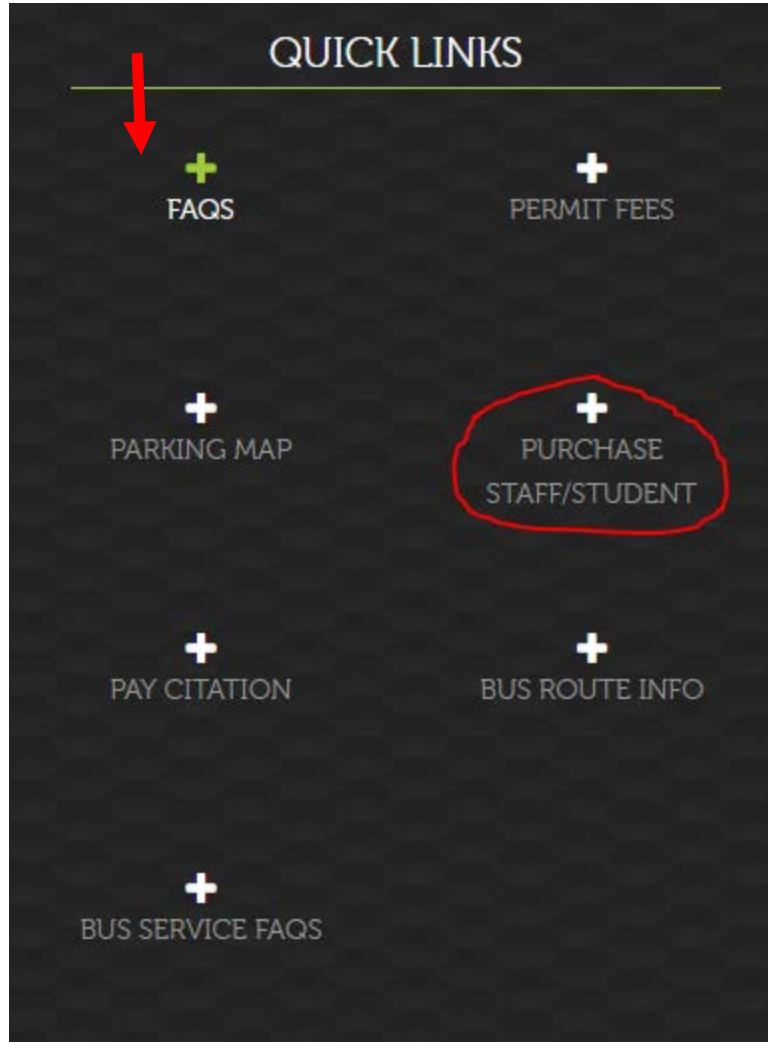 QUICK LINKS
FAQS
PERMIT FEES
PARKING MAP
PURCHASE
STAFF/STUDENT
PAY CITATION
BUS ROUTE INFO
BUS SERVICE FAQS